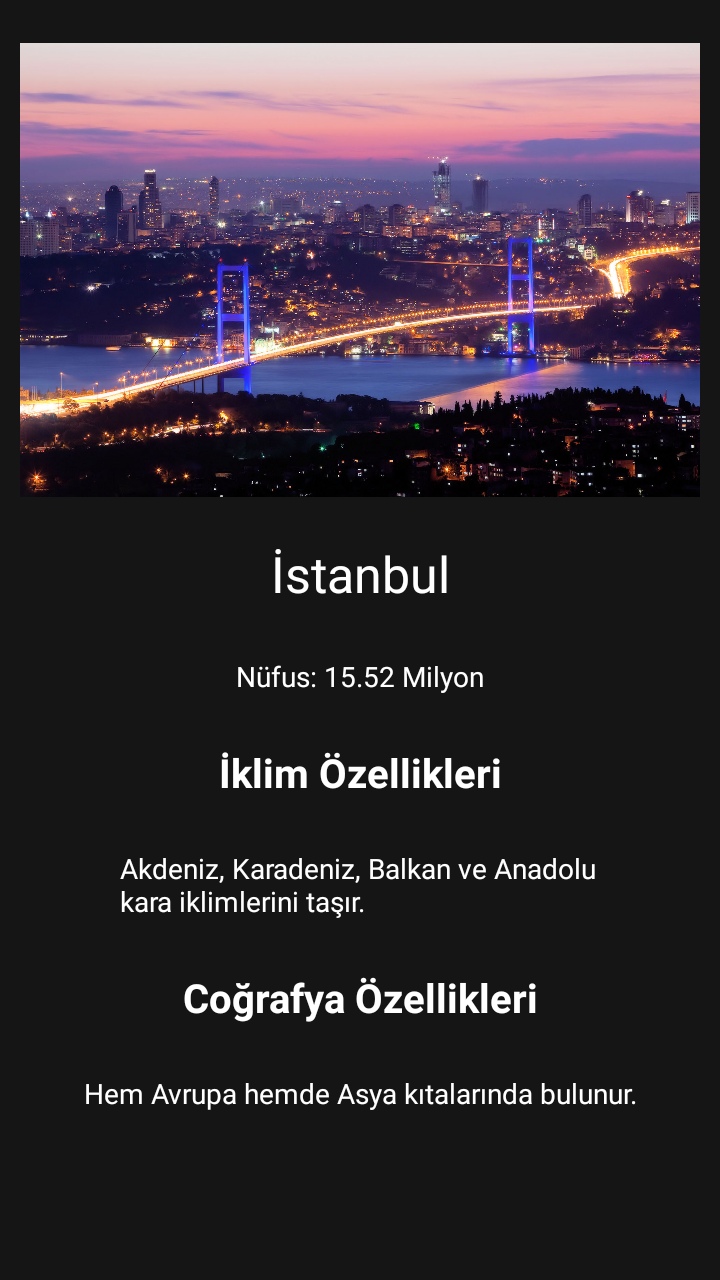 İstanbul
Nüfus: 15.52 Milyon
İklim Özellikleri
Akdeniz, Karadeniz, Balkan ve Anadolu
kara iklimlerini taşır.
Coğrafya Özellikleri
Hem Avrupa hemde Asya kıtalarında bulunur.